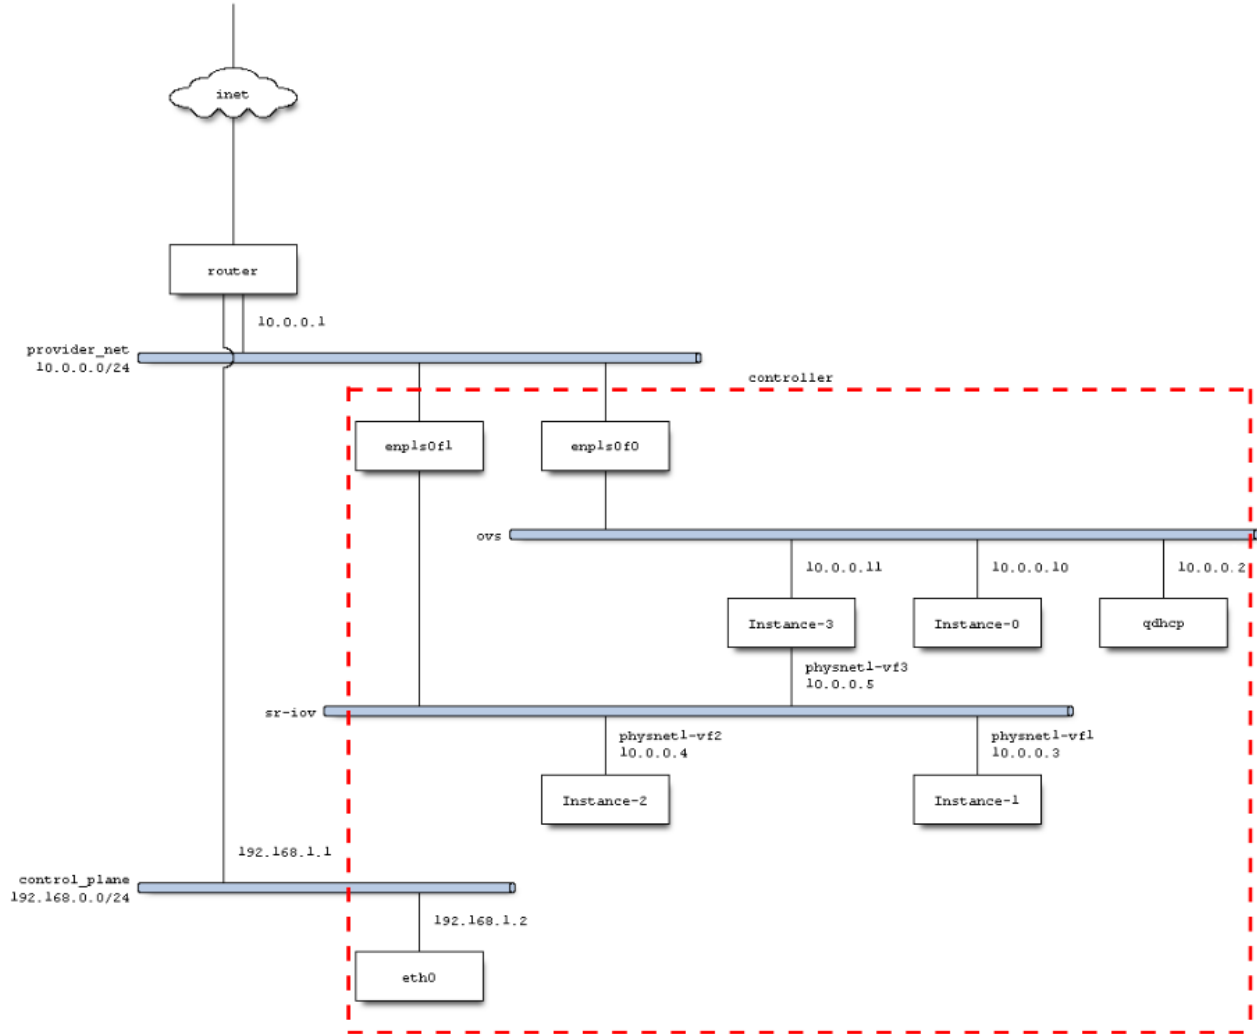 inet
router
10.0.0.1
provider_net
10.0.0.0/24
controller
enp1s0f1
enp1s0f0
ovs
10.0.0.11
10.0.0.10
10.0.0.2
Instance-3
Instance-0
qdhcp
physnet1-vf3
10.0.0.5
sr-iov
physnet1-vf2
10.0.0.4
physnet1-vf1
10.0.0.3
Instance-2
Instance-1
192.168.1.1
control_plane
192.168.0.0/24
192.168.1.2
eth0